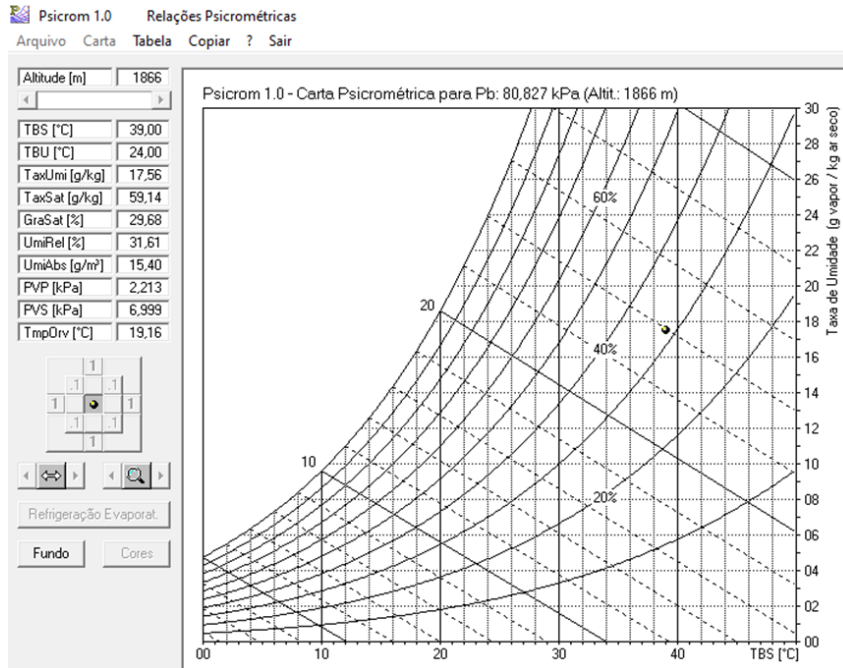 Psicrom 1.0 Relações Psicrométricas
Arquivo Carta Tabela Copiar ? Sair
Altitude [m] 1866
Psicrom 1.0 - Carta Psicrométrica para Pb: 80,827 kPa (Altit.: 1866 m)
TBS [°C] 39,00
TBU [°C] 24,00
TaxUmi [g/kg] 17,56
TaxSat [g/kg] 59,14
GraSat [%] 29,68
UmiRel [%] 31,61
UmiAbs [g/m³] 15,40
PVP [kPa] 2,213
PVS [kPa] 6,999
TmpOrv [°C] 19,16
1
.1 .1
1 1
.1 .1
1
Refrigeração Evaporat.
Fundo Cores
60%
40%
20%
20
10
30
28
26
24
22
20
18
16
14
12
10
08
06
04
02
00
Taxa de Umidade (g vapor / kg ar seco)
00 10 20 30 40 TBS [°C]